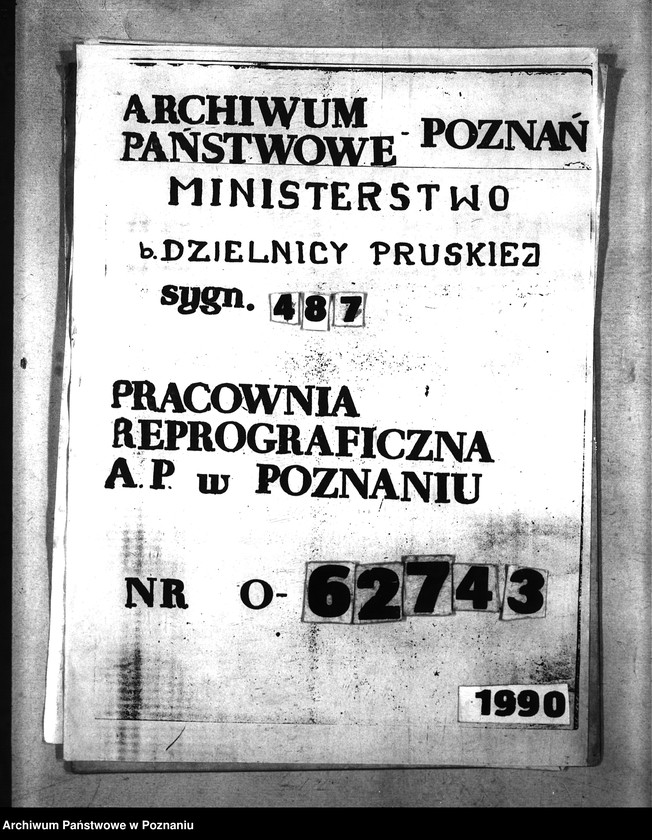 ARCHIWUM
PAŃSTWOWE - POZNAŃ
MINISTERSTWO
b. DZIELNICY PRUSKIEJ
sygn. 487
PRACOWNIA
REPROGRAFICZNA
A.P. w POZNANIU
NR O-62743
1990
Archiwum Państwowe w Poznaniu